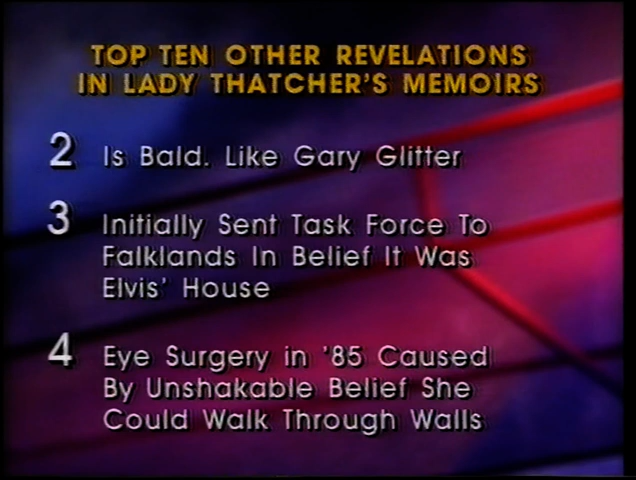 TOP TEN OTHER REVELATIONS
IN LADY THATCHER'S MEMOIRS
2 Is Bald. Like Gary Glitter
3 Initially Sent Task Force To
Falklands In Belief It Was
Elvis' House
4 Eye Surgery in '85 Caused
By Unshakable Belief She
Could Walk Through Walls